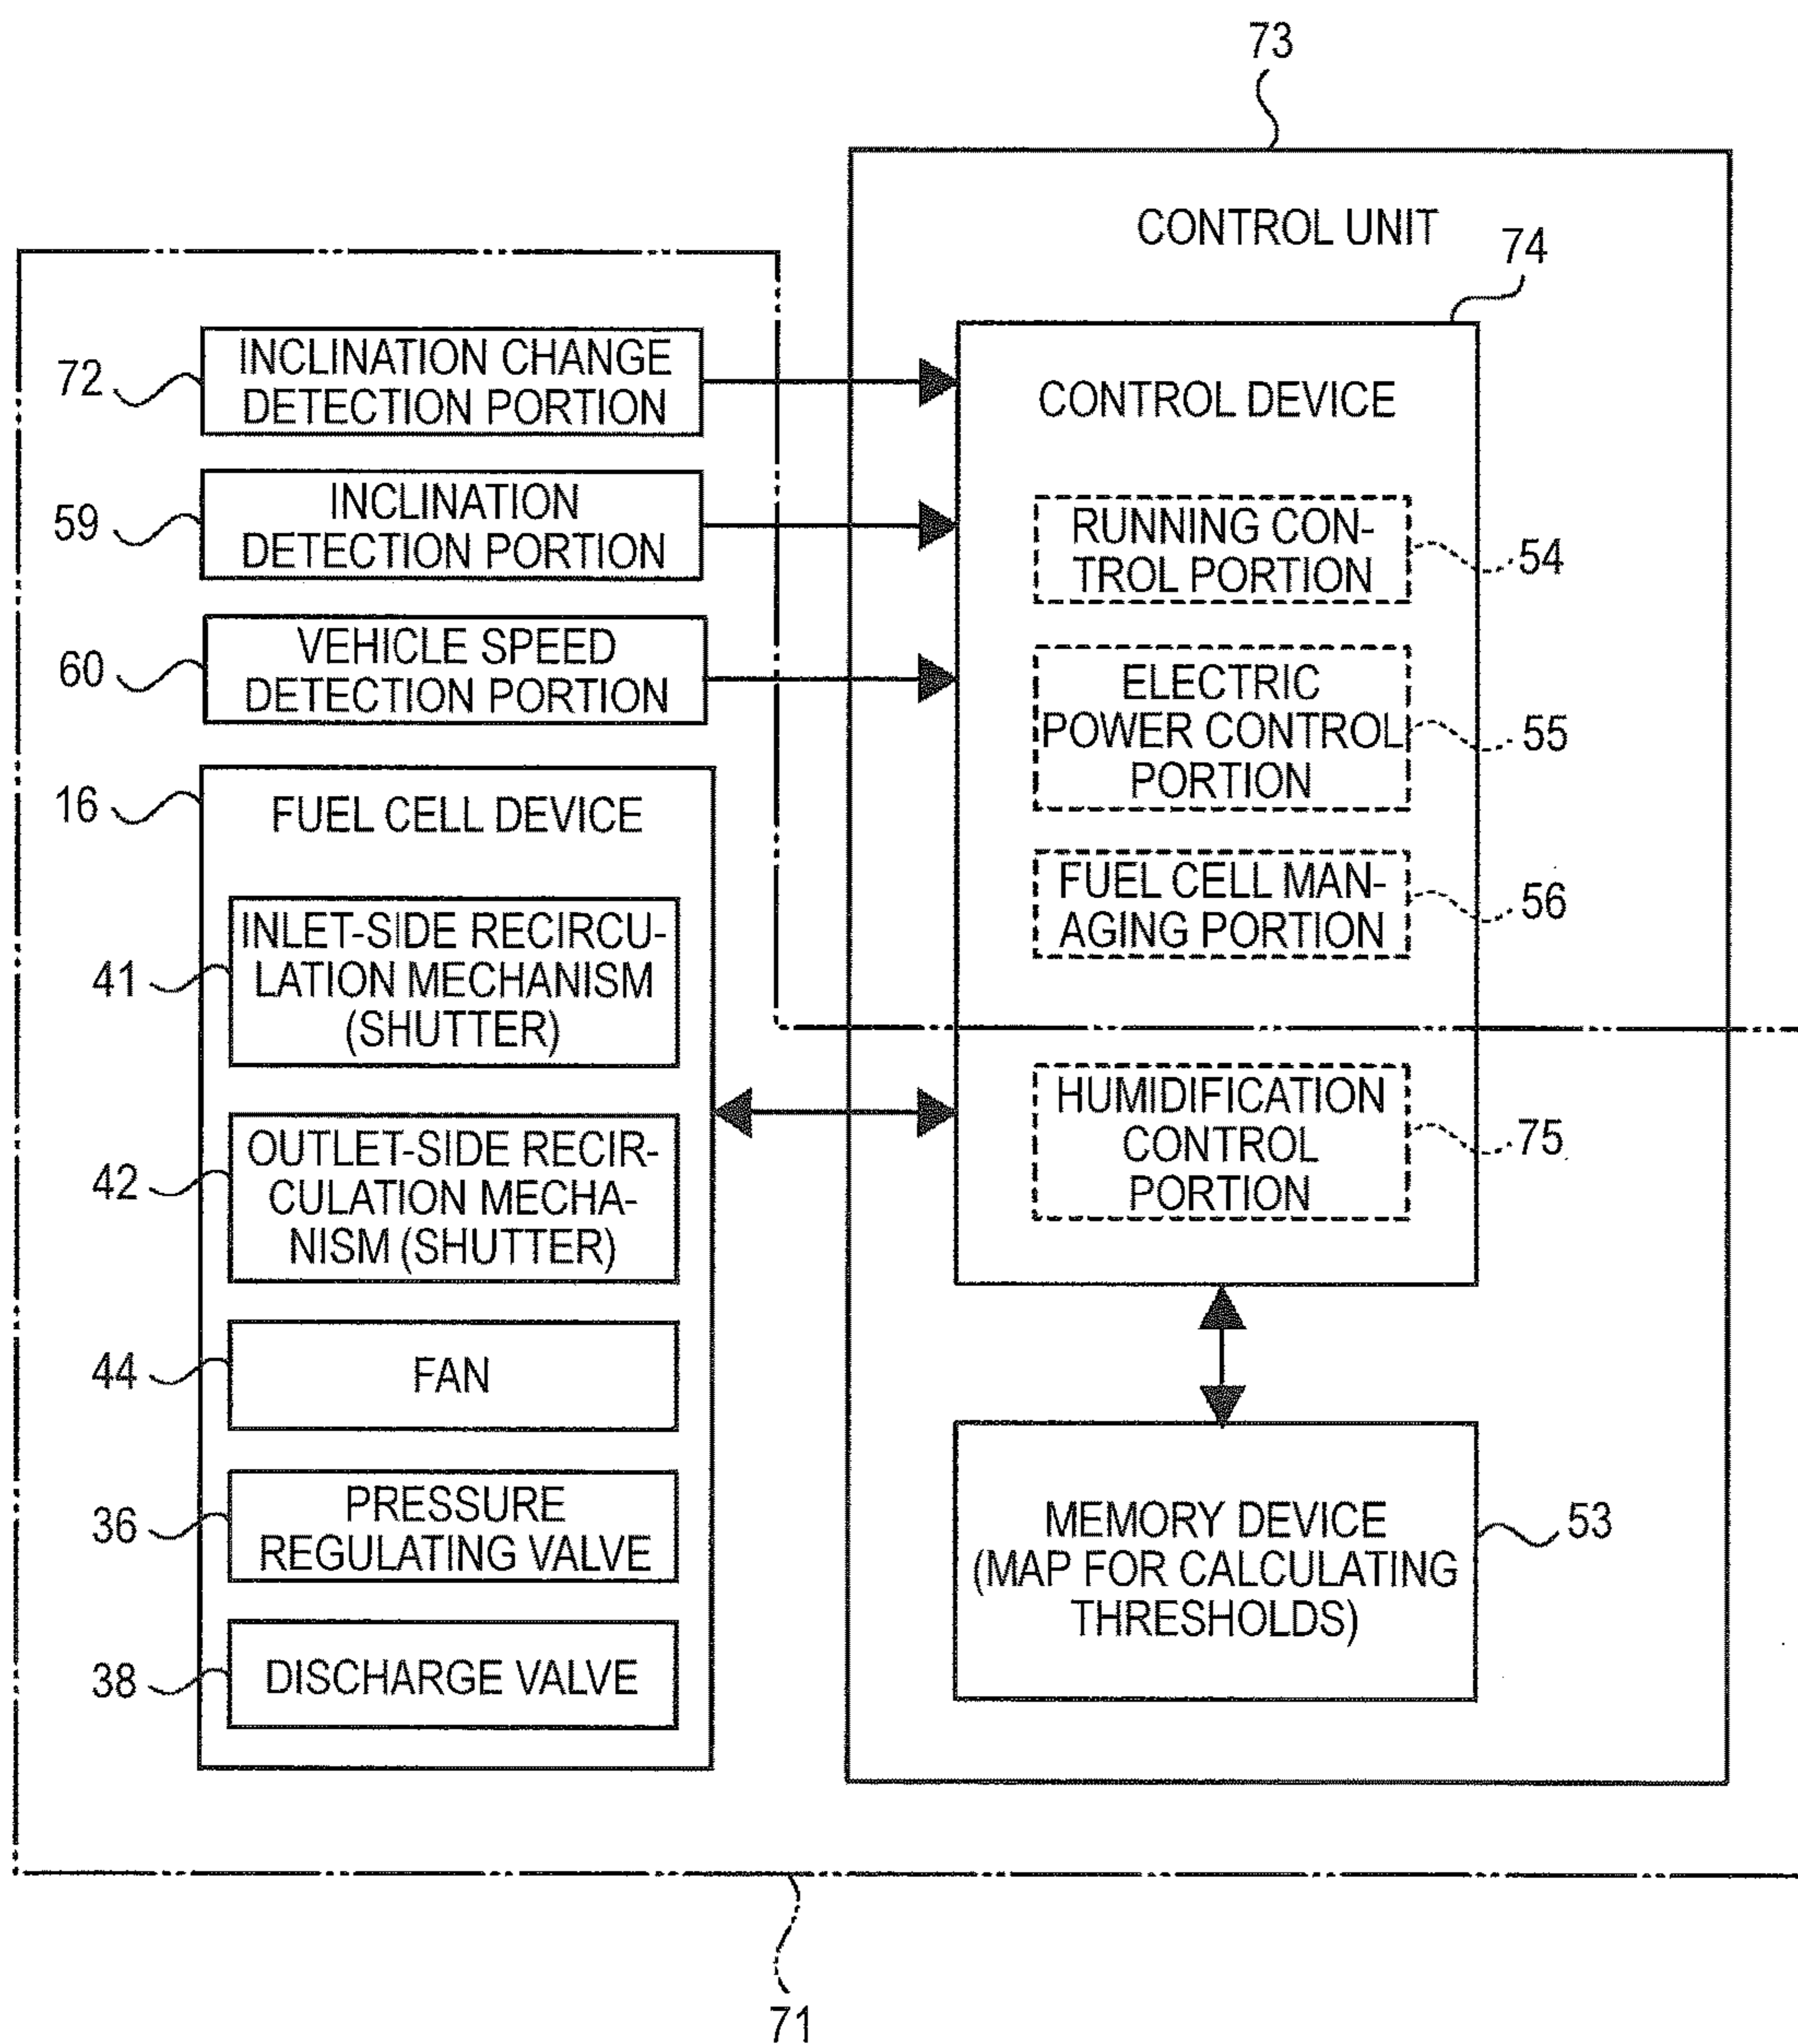 73
CONTROL UNIT
74
72
INCLINATION CHANGE
DETECTION PORTION
CONTROL DEVICE
59
INCLINATION
DETECTION PORTION
RUNNING CON-
TROL PORTION
54
60
VEHICLE SPEED
DETECTION PORTION
ELECTRIC
POWER CONTROL
PORTION
55
16
FUEL CELL DEVICE
FUEL CELL MAN-
AGING PORTION
56
41
INLET-SIDE RECIRCU-
LATION MECHANISM
(SHUTTER)
HUMIDIFICATION
CONTROL
PORTION
75
42
OUTLET-SIDE RECIR-
CULATION MECHA-
NISM (SHUTTER)
44
FAN
36
PRESSURE
REGULATING VALVE
MEMORY DEVICE
(MAP FOR CALCULATING
THRESHOLDS)
53
38
DISCHARGE VALVE
71